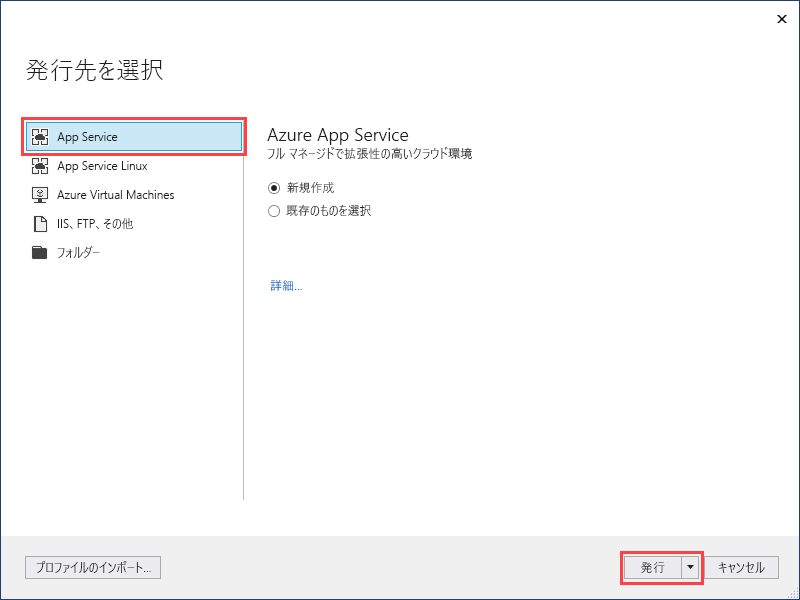 発行先を選択
App Service
App Service Linux
Azure Virtual Machines
IIS、FTP、その他
フォルダー
Azure App Service
フル マネージドで拡張性の高いクラウド環境
新規作成
既存のものを選択
詳細...
プロファイルのインポート...
発行
キャンセル